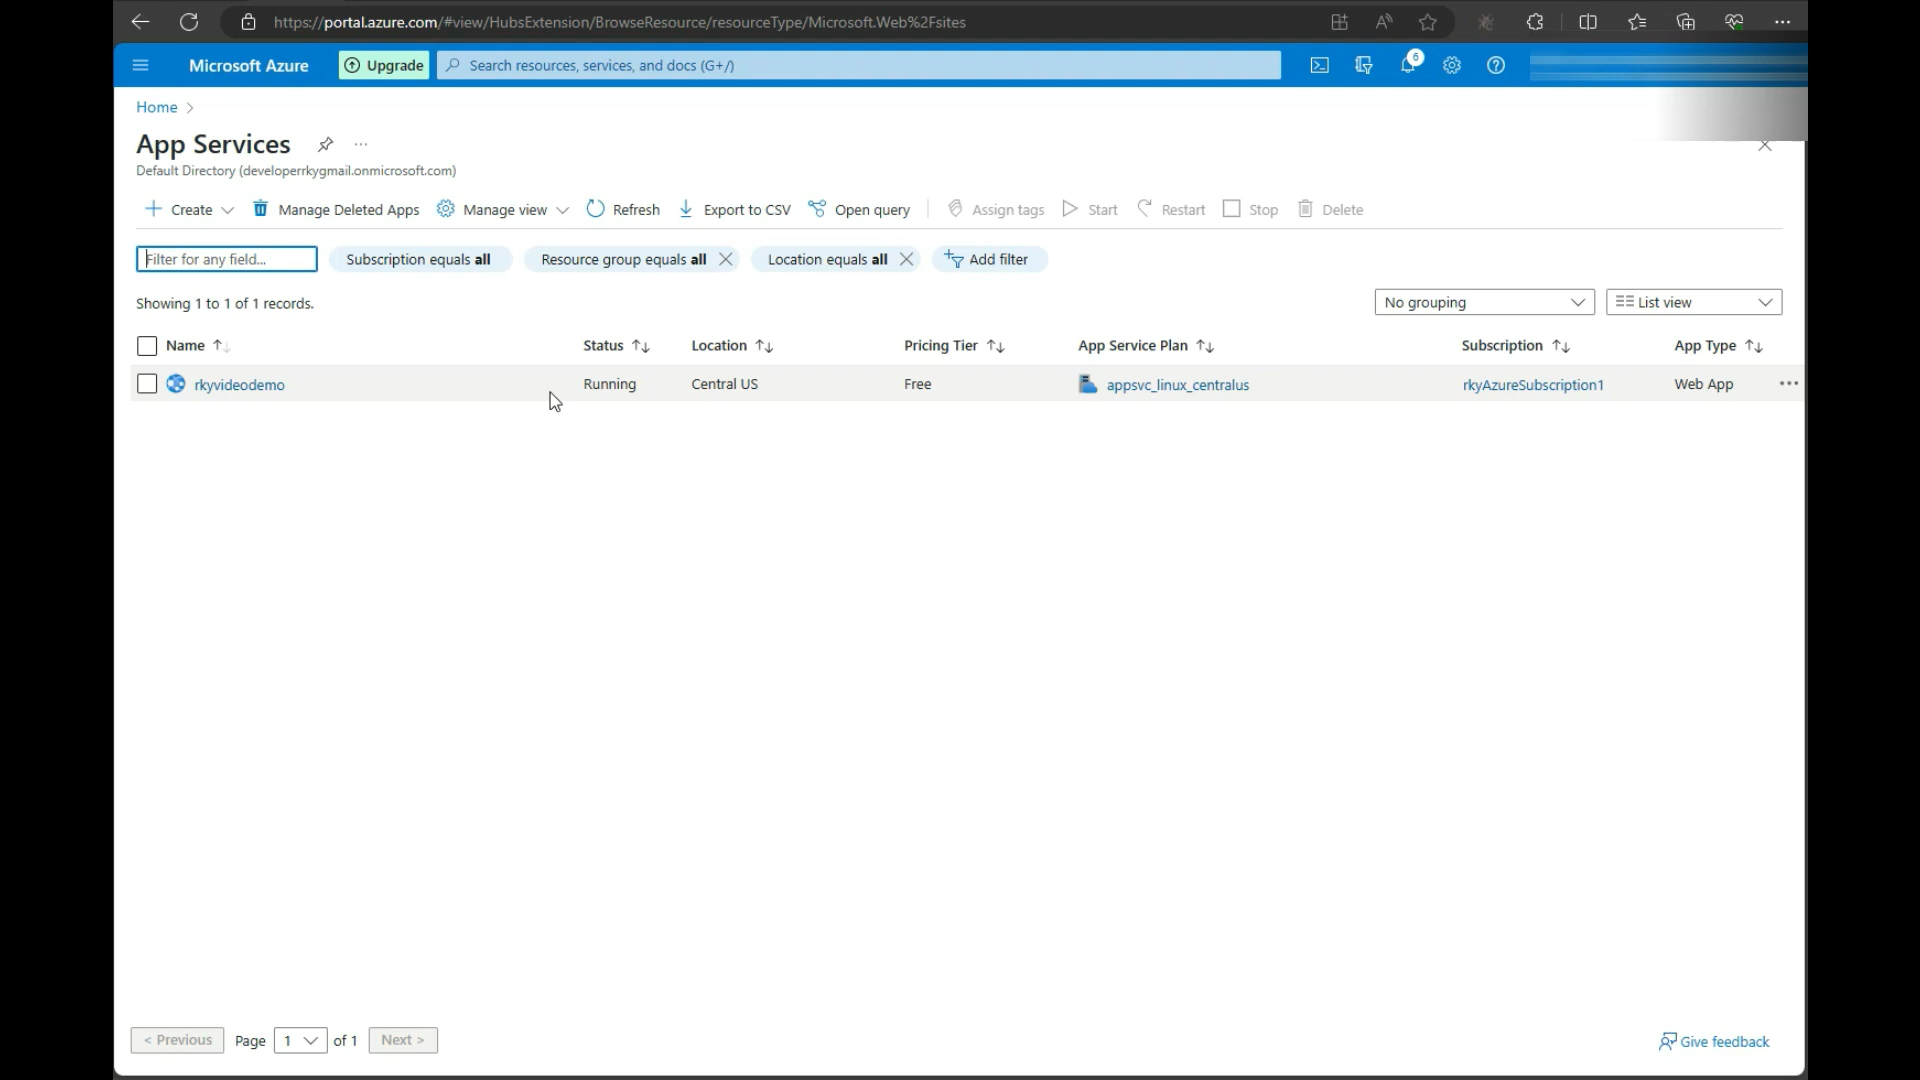 https://portal.azure.com/#view/HubsExtension/BrowseResource/resourceType/Microsoft.Web%2Fsites
Microsoft Azure Upgrade Search resources, services, and docs (G+/) 6
Home
App Services
Default Directory (developerrkygmail.onmicrosoft.com)
Create Manage Deleted Apps Manage view Refresh Export to CSV Open query Assign tags Start Restart Stop Delete
Filter for any field... Subscription equals all Resource group equals all Location equals all Add filter
Showing 1 to 1 of 1 records. No grouping List view
Name Status Location Pricing Tier App Service Plan Subscription App Type
rkyvideodemo Running Central US Free appsvc_linux_centralus rkyAzureSubscription1 Web App
< Previous Page 1 of 1 Next > Give feedback